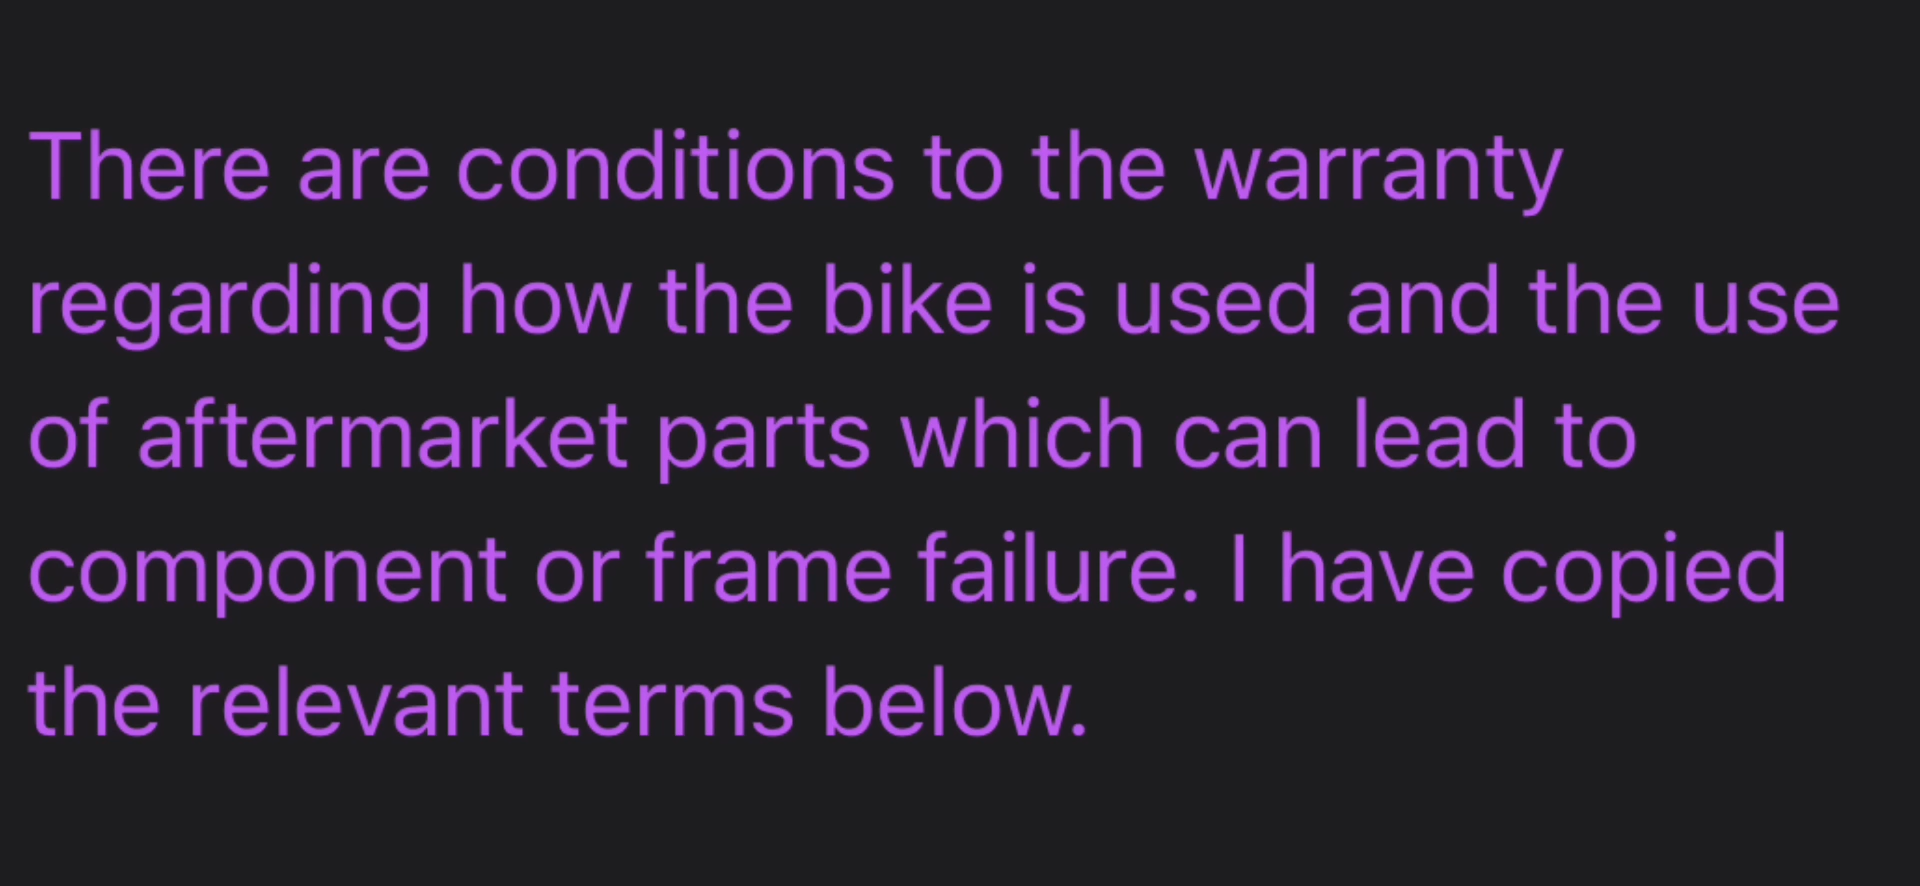 There are conditions to the warranty
regarding how the bike is used and the use
of aftermarket parts which can lead to
component or frame failure. I have copied
the relevant terms below.